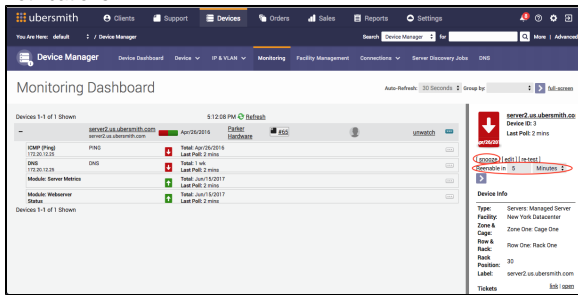 ubersmith Clients Support Devices Orders Sales Reports Settings
You Are Here: default / Device Manager Search Device Manager for More | Advanced
Device Manager Device Dashboard Device IP & VLAN Monitoring Facility Management Connections Server Discovery Jobs DNS
Monitoring Dashboard Auto-Refresh: 30 Seconds Group by: full-screen
Devices 1-1 of 1 Shown 5:12:08 PM Refresh
server2.us.ubersmith.com Apr/26/2016 Parker Hardware #65 unwatch
server2.us.ubersmith.com
ICMP (Ping) PING Total: Apr/26/2016
172.20.12.25 Last Poll: 2 mins
DNS DNS Total: 1 wk
172.20.12.25 Last Poll: 2 mins
Module: Server Metrics Total: Jun/15/2017
Last Poll: 2 mins
Module: Webserver Status Total: Jun/15/2017
Last Poll: 2 mins
Devices 1-1 of 1 Shown
server2.us.ubersmith.co
Device ID: 3
Last Poll: 2 mins
apr/26/201
[ snooze | edit ] [ re-test ]
Reenable in 5 Minutes
Device Info
Type: Servers: Managed Server
Facility: New York Datacenter
Zone & Cage: Zone One: Cage One
Row & Rack: Row One: Rack One
Rack Position: 30
Label: server2.us.ubersmith.com
Tickets link | open